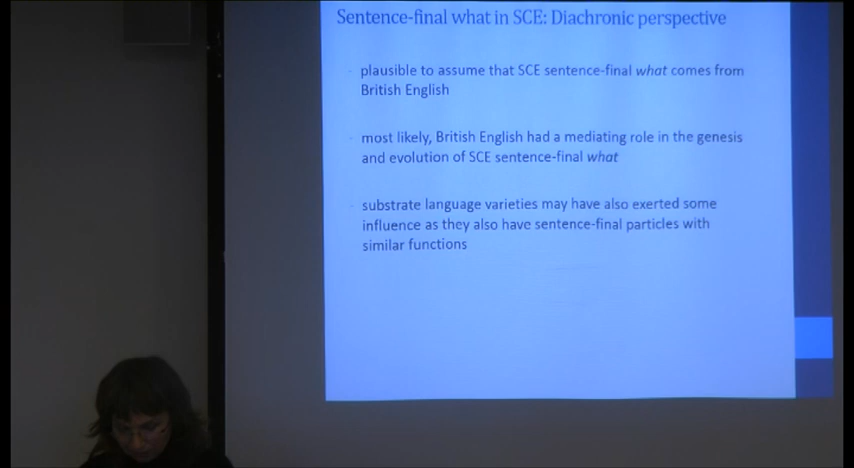 Sentence-final what in SCE: Diachronic perspective
- plausible to assume that SCE sentence-final what comes from
British English
- most likely, British English had a mediating role in the genesis
and evolution of SCE sentence-final what
- substrate language varieties may have also exerted some
influence as they also have sentence-final particles with
similar functions